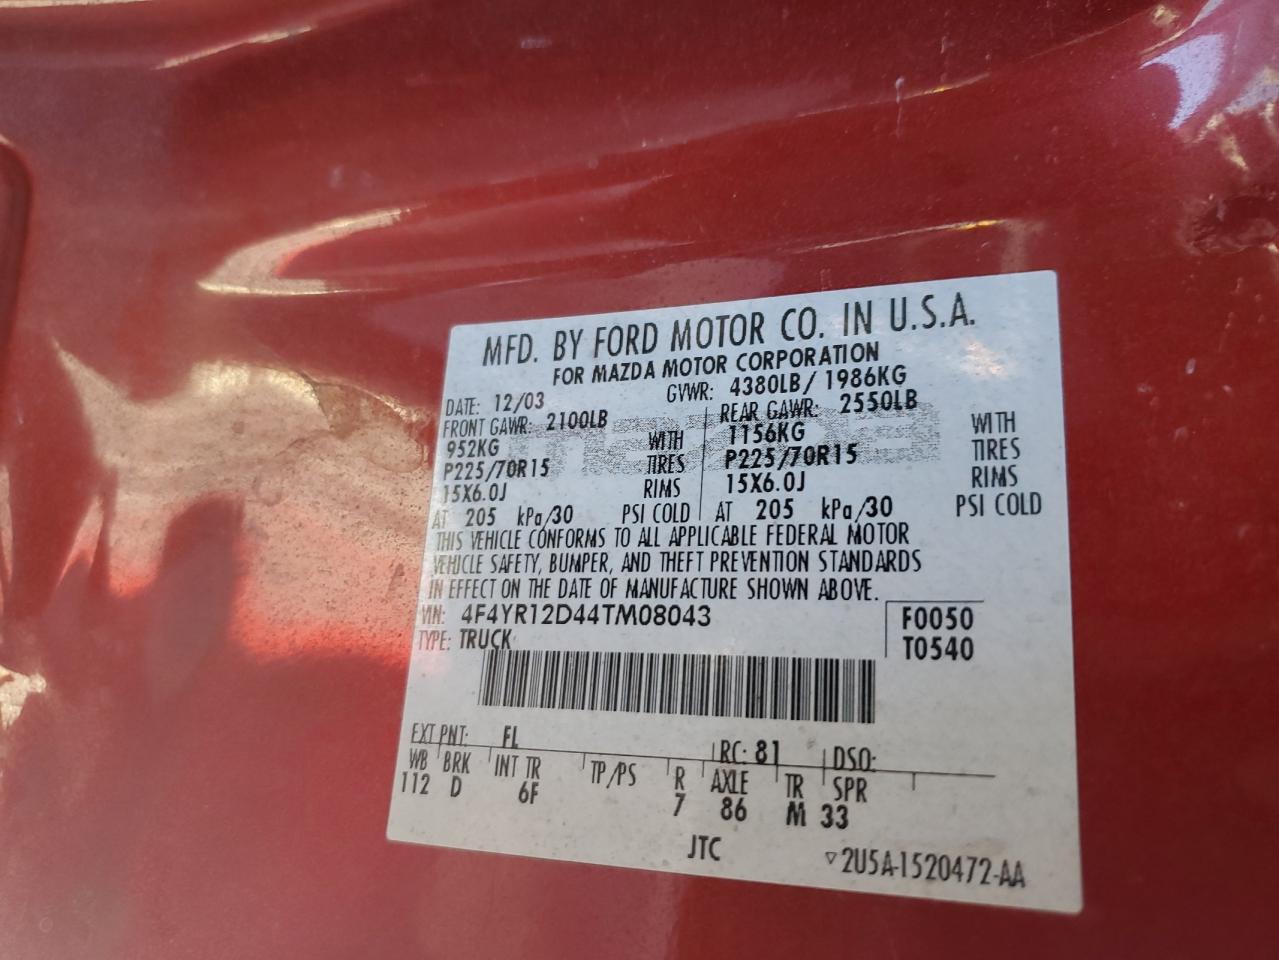 MFD. BY FORD MOTOR CO. IN U.S.A.
FOR MAZDA MOTOR CORPORATION
DATE: 12/03 GVWR: 4380LB/ 1986KG
FRONT GAWR: 2100LB REAR GAWR: 2550LB
952KG WITH 1156KG WITH
P225/70R15 TIRES P225/70R15 TIRES
15X6.0J RIMS 15X6.0J RIMS
AT 205 kPa/30 PSI COLD AT 205 kPa/30 PSI COLD
THIS VEHICLE CONFORMS TO ALL APPLICABLE FEDERAL MOTOR
VEHICLE SAFETY, BUMPER, AND THEFT PREVENTION STANDARDS
IN EFFECT ON THE DATE OF MANUFACTURE SHOWN ABOVE.
VIN: 4F4YR12D44TM08043 F0050
TYPE: TRUCK T0540
EXT PNT: FL RC: 81 DSO:
WB BRK INT TR TP/PS R AXLE TR SPR
112 D 6F 7 86 M 33
JTC ▽2U5A-1520472-AA